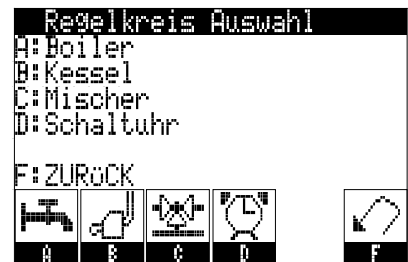 Regelkreis Auswahl
A:Boiler
B:Kessel
C:Mischer
D:Schaltuhr
F:ZURüCK
A B C D F